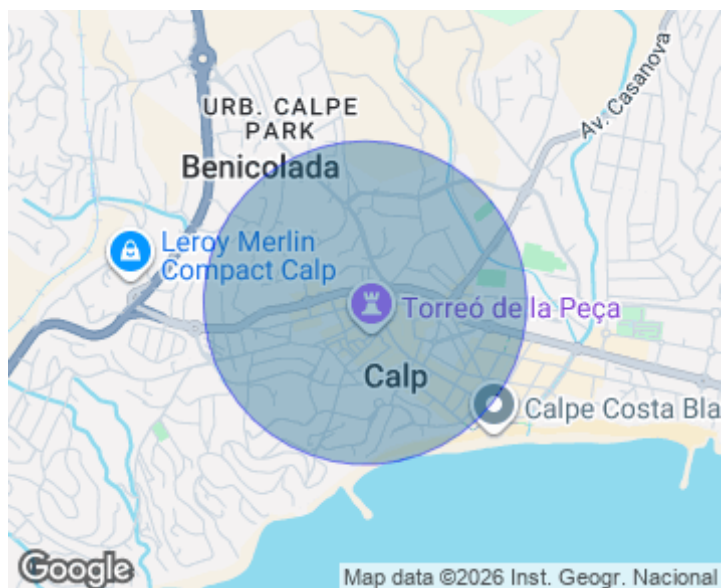 URB. CALPE
PARK
Benicolada
Av. Casanova
Leroy Merlin
Compact Calp
Torreó de la Peça
Calp
Calpe Costa Bla
Google
Map data ©2026 Inst. Geogr. Nacional